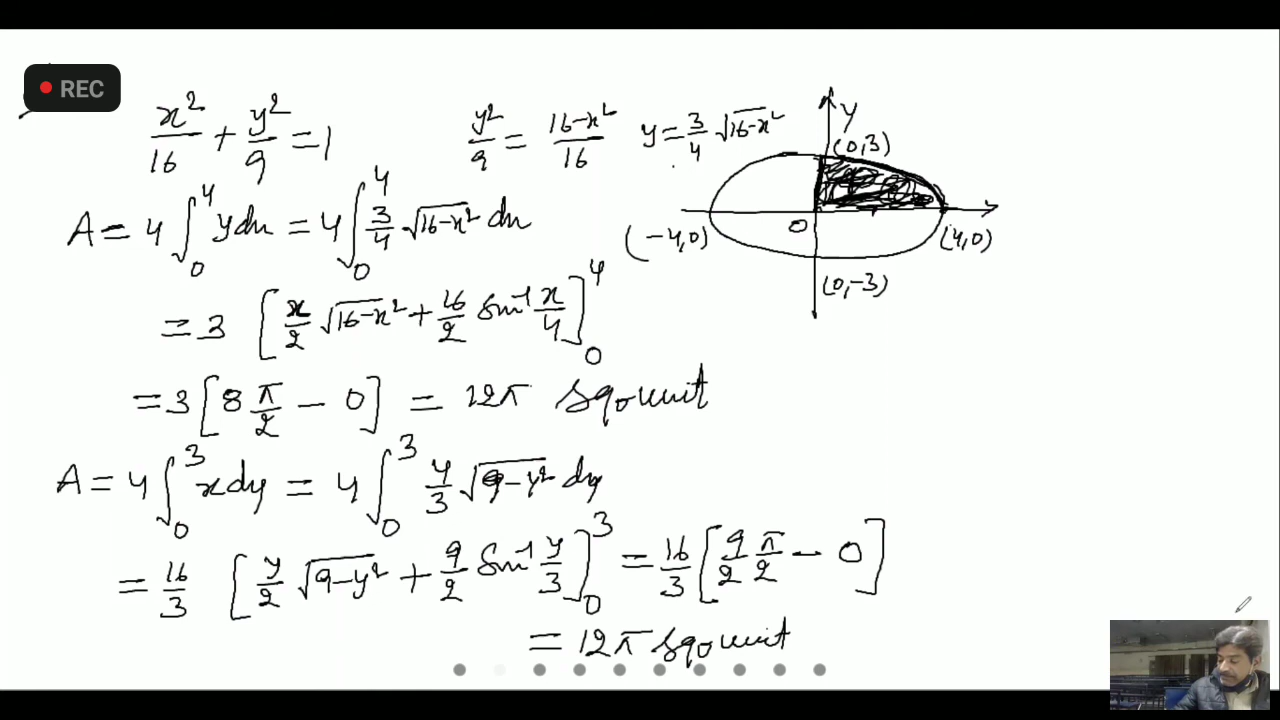 REC
x²/16 + y²/9 = 1    y²/9 = (16-x²)/16    y = 3/4 √(16-x²)
A = 4 ∫₀⁴ y dx = 4 ∫₀⁴ 3/4 √(16-x²) dx
= 3 [x/2 √(16-x²) + 16/2 Sin⁻¹ x/4]₀⁴
= 3 [8 π/2 - 0] = 12π Sqo unit
A = 4 ∫₀³ x dy = 4 ∫₀³ 4/3 √(9-y²) dy
= 16/3 [y/2 √(9-y²) + 9/2 Sin⁻¹ y/3]₀³ = 16/3 [9/2 π/2 - 0]
= 12π Sqo unit
Y
(0,3)
O
(-4,0)
(4,0)
(0,-3)